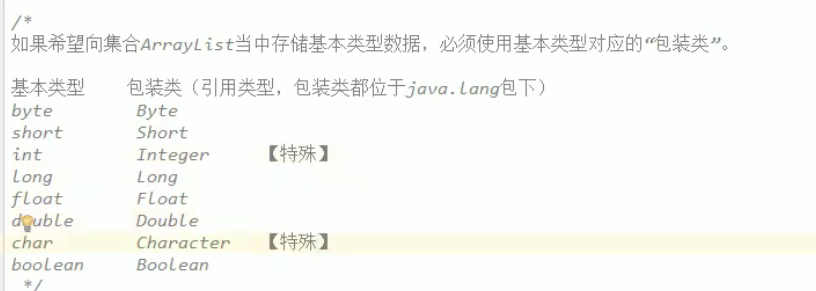 /*
如果希望向集合ArrayList当中存储基本类型数据，必须使用基本类型对应的“包装类”。
基本类型 包装类（引用类型，包装类都位于java.lang包下）
byte Byte
short Short
int Integer 【特殊】
long Long
float Float
double Double
char Character 【特殊】
boolean Boolean
*/